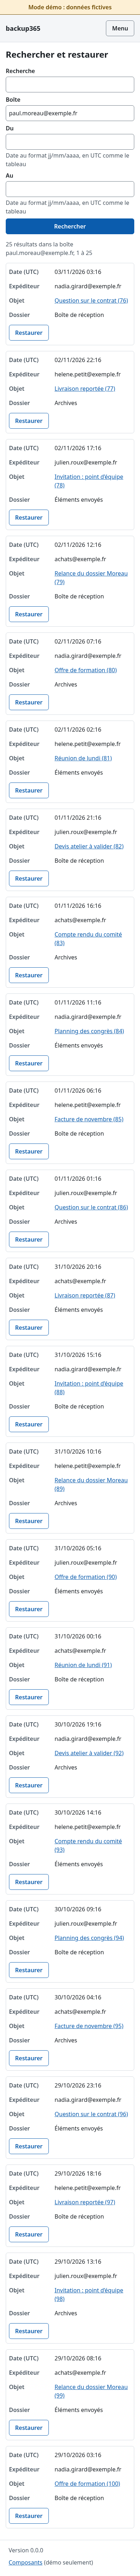 Mode démo : données fictives
backup365
Menu
Rechercher et restaurer
Recherche
Boîte
paul.moreau@exemple.fr
Du
Date au format jj/mm/aaaa, en UTC comme le
tableau
Au
Date au format jj/mm/aaaa, en UTC comme le
tableau
Rechercher
25 résultats dans la boîte
paul.moreau@exemple.fr, 1 à 25
Date (UTC) 03/11/2026 03:16
Expéditeur nadia.girard@exemple.fr
Objet Question sur le contrat (76)
Dossier Boîte de réception
Restaurer
Date (UTC) 02/11/2026 22:16
Expéditeur helene.petit@exemple.fr
Objet Livraison reportée (77)
Dossier Archives
Restaurer
Date (UTC) 02/11/2026 17:16
Expéditeur julien.roux@exemple.fr
Objet Invitation : point d'équipe
(78)
Dossier Éléments envoyés
Restaurer
Date (UTC) 02/11/2026 12:16
Expéditeur achats@exemple.fr
Objet Relance du dossier Moreau
(79)
Dossier Boîte de réception
Restaurer
Date (UTC) 02/11/2026 07:16
Expéditeur nadia.girard@exemple.fr
Objet Offre de formation (80)
Dossier Archives
Restaurer
Date (UTC) 02/11/2026 02:16
Expéditeur helene.petit@exemple.fr
Objet Réunion de lundi (81)
Dossier Éléments envoyés
Restaurer
Date (UTC) 01/11/2026 21:16
Expéditeur julien.roux@exemple.fr
Objet Devis atelier à valider (82)
Dossier Boîte de réception
Restaurer
Date (UTC) 01/11/2026 16:16
Expéditeur achats@exemple.fr
Objet Compte rendu du comité
(83)
Dossier Archives
Restaurer
Date (UTC) 01/11/2026 11:16
Expéditeur nadia.girard@exemple.fr
Objet Planning des congés (84)
Dossier Éléments envoyés
Restaurer
Date (UTC) 01/11/2026 06:16
Expéditeur helene.petit@exemple.fr
Objet Facture de novembre (85)
Dossier Boîte de réception
Restaurer
Date (UTC) 01/11/2026 01:16
Expéditeur julien.roux@exemple.fr
Objet Question sur le contrat (86)
Dossier Archives
Restaurer
Date (UTC) 31/10/2026 20:16
Expéditeur achats@exemple.fr
Objet Livraison reportée (87)
Dossier Éléments envoyés
Restaurer
Date (UTC) 31/10/2026 15:16
Expéditeur nadia.girard@exemple.fr
Objet Invitation : point d'équipe
(88)
Dossier Boîte de réception
Restaurer
Date (UTC) 31/10/2026 10:16
Expéditeur helene.petit@exemple.fr
Objet Relance du dossier Moreau
(89)
Dossier Archives
Restaurer
Date (UTC) 31/10/2026 05:16
Expéditeur julien.roux@exemple.fr
Objet Offre de formation (90)
Dossier Éléments envoyés
Restaurer
Date (UTC) 31/10/2026 00:16
Expéditeur achats@exemple.fr
Objet Réunion de lundi (91)
Dossier Boîte de réception
Restaurer
Date (UTC) 30/10/2026 19:16
Expéditeur nadia.girard@exemple.fr
Objet Devis atelier à valider (92)
Dossier Archives
Restaurer
Date (UTC) 30/10/2026 14:16
Expéditeur helene.petit@exemple.fr
Objet Compte rendu du comité
(93)
Dossier Éléments envoyés
Restaurer
Date (UTC) 30/10/2026 09:16
Expéditeur julien.roux@exemple.fr
Objet Planning des congés (94)
Dossier Boîte de réception
Restaurer
Date (UTC) 30/10/2026 04:16
Expéditeur achats@exemple.fr
Objet Facture de novembre (95)
Dossier Archives
Restaurer
Date (UTC) 29/10/2026 23:16
Expéditeur nadia.girard@exemple.fr
Objet Question sur le contrat (96)
Dossier Éléments envoyés
Restaurer
Date (UTC) 29/10/2026 18:16
Expéditeur helene.petit@exemple.fr
Objet Livraison reportée (97)
Dossier Boîte de réception
Restaurer
Date (UTC) 29/10/2026 13:16
Expéditeur julien.roux@exemple.fr
Objet Invitation : point d'équipe
(98)
Dossier Archives
Restaurer
Date (UTC) 29/10/2026 08:16
Expéditeur achats@exemple.fr
Objet Relance du dossier Moreau
(99)
Dossier Éléments envoyés
Restaurer
Date (UTC) 29/10/2026 03:16
Expéditeur nadia.girard@exemple.fr
Objet Offre de formation (100)
Dossier Boîte de réception
Restaurer
Version 0.0.0
Composants (démo seulement)